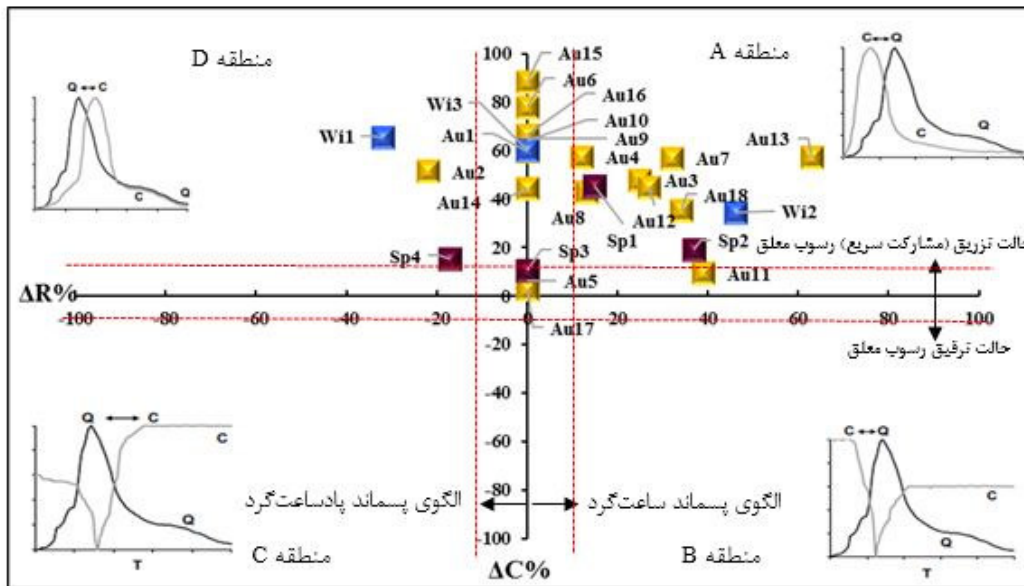 منطقه D
منطقه A
C Q
Q C
100
80
60
40
20
0
-20
-40
-60
-80
-100
Au15
Au6
Wi3
Au16
Au10
Au1
Au9
Wi1
Au4
Au7
Au13
Au2
Au3
Au14
Au18
Au8
Au12
Wi2
Sp1
Sp2
Sp4
Sp3
Au11
Au5
Au17
C Q
C Q
حالت تزریق (مشارکت سریع) رسوب معلق
ΔR%
-100 -80 -60 -40 -20 0 20 40 60 80 100
حالت ترقیق رسوب معلق
Q C
C
Q
T
C Q
C
Q
T
الگوی پسماند پادساعت‌گرد
الگوی پسماند ساعت‌گرد
منطقه C
منطقه B
ΔC%